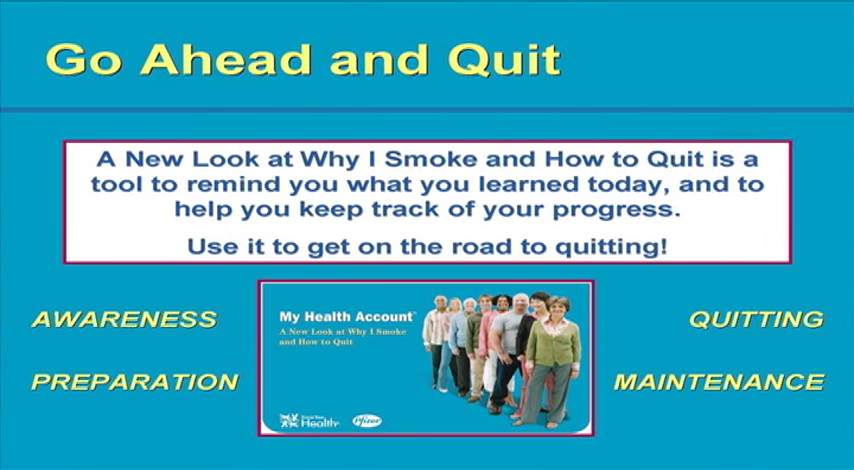 Go Ahead and Quit
A New Look at Why I Smoke and How to Quit is a
tool to remind you what you learned today, and to
help you keep track of your progress.
Use it to get on the road to quitting!
AWARENESS
PREPARATION
My Health Account™
A New Look at Why I Smoke
and How to Quit
Health
Pfizer
QUITTING
MAINTENANCE